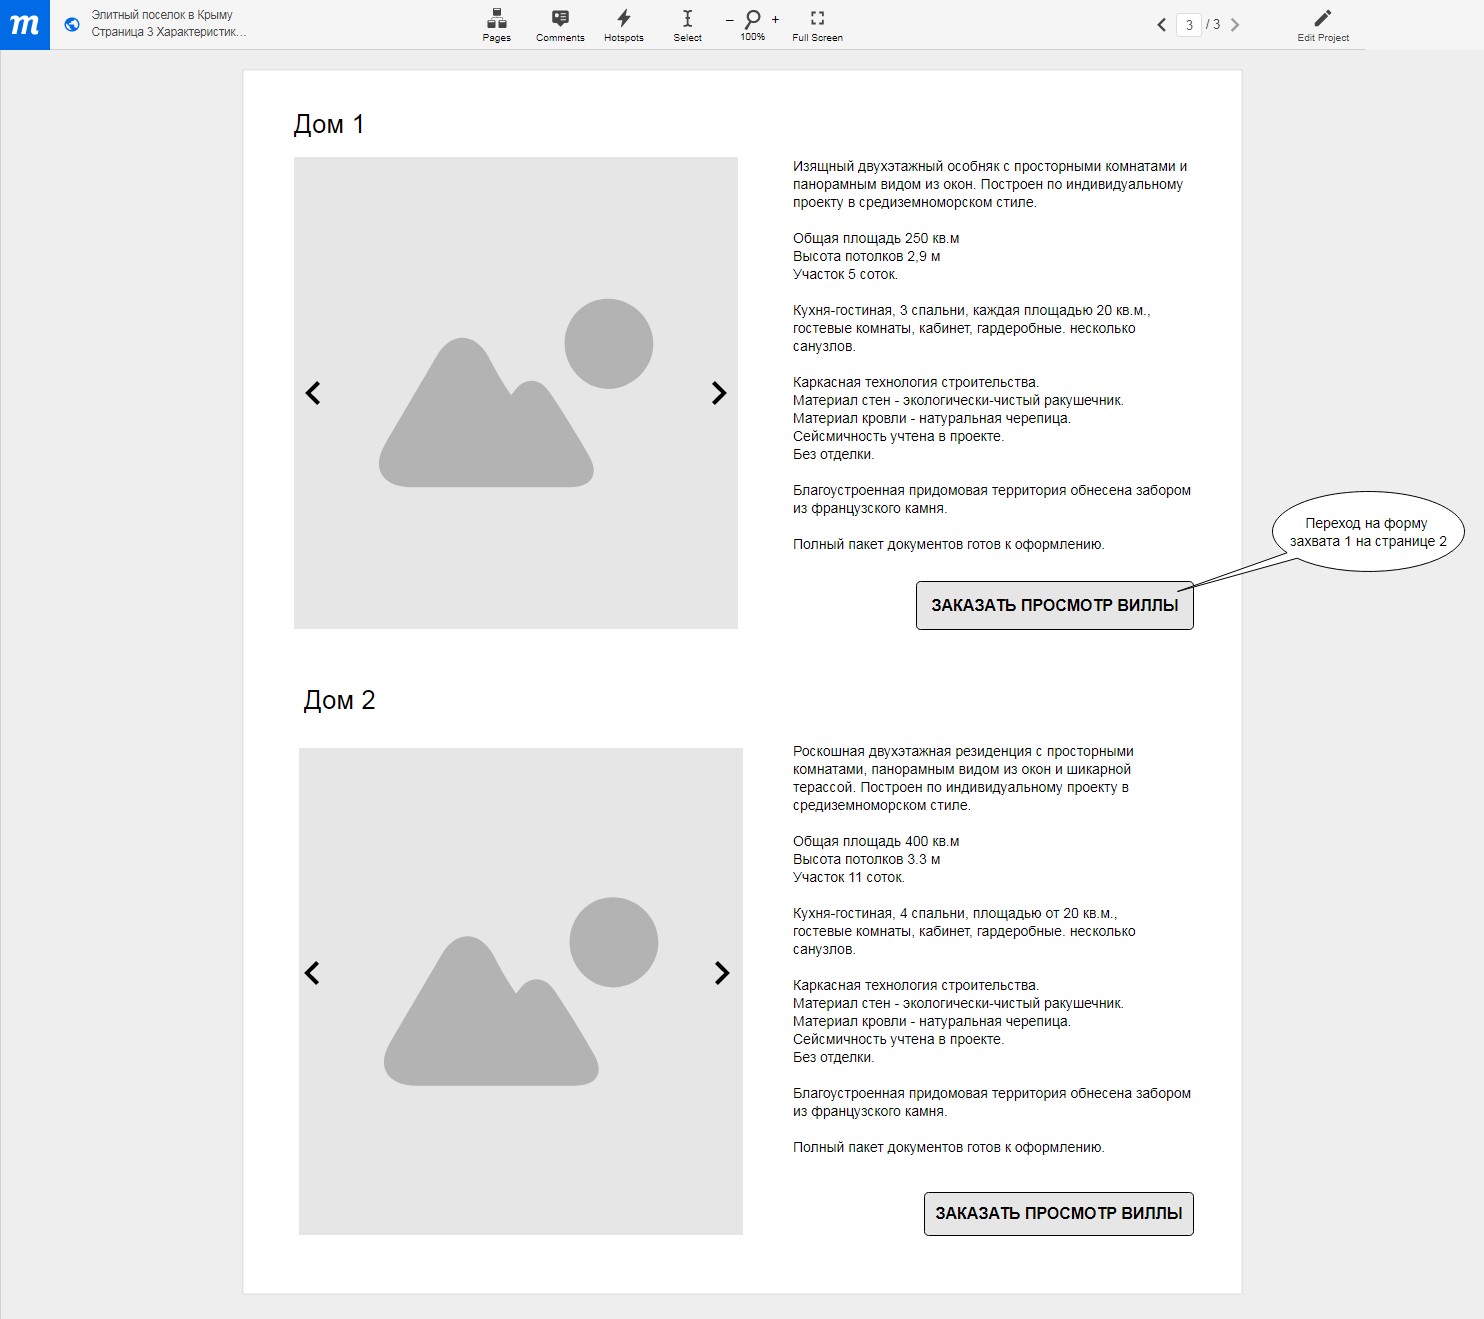 m
Элитный поселок в Крыму
Страница 3 Характеристик...
Pages
Comments
Hotspots
Select
– +
100%
Full Screen
3 / 3
Edit Project
Дом 1
Изящный двухэтажный особняк с просторными комнатами и
панорамным видом из окон. Построен по индивидуальному
проекту в средиземноморском стиле.
Общая площадь 250 кв.м
Высота потолков 2,9 м
Участок 5 соток.
Кухня-гостиная, 3 спальни, каждая площадью 20 кв.м.,
гостевые комнаты, кабинет, гардеробные. несколько
санузлов.
Каркасная технология строительства.
Материал стен - экологически-чистый ракушечник.
Материал кровли - натуральная черепица.
Сейсмичность учтена в проекте.
Без отделки.
Благоустроенная придомовая территория обнесена забором
из французского камня.
Полный пакет документов готов к оформлению.
Переход на форму
захвата 1 на странице 2
ЗАКАЗАТЬ ПРОСМОТР ВИЛЛЫ
Дом 2
Роскошная двухэтажная резиденция с просторными
комнатами, панорамным видом из окон и шикарной
терассой. Построен по индивидуальному проекту в
средиземноморском стиле.
Общая площадь 400 кв.м
Высота потолков 3.3 м
Участок 11 соток.
Кухня-гостиная, 4 спальни, площадью от 20 кв.м.,
гостевые комнаты, кабинет, гардеробные. несколько
санузлов.
Каркасная технология строительства.
Материал стен - экологически-чистый ракушечник.
Материал кровли - натуральная черепица.
Сейсмичность учтена в проекте.
Без отделки.
Благоустроенная придомовая территория обнесена забором
из французского камня.
Полный пакет документов готов к оформлению.
ЗАКАЗАТЬ ПРОСМОТР ВИЛЛЫ